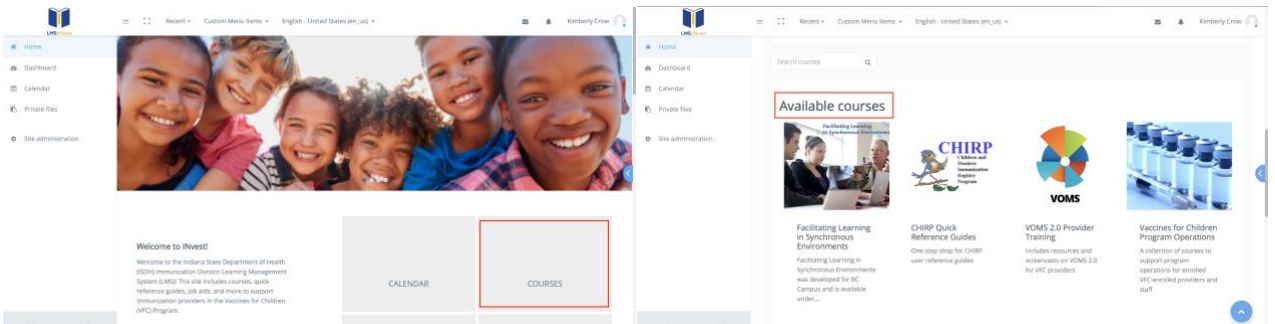 LMS:INvest
Recent
Custom Menu Items
English - United States (en_us)
Kimberly Crow
Home
Dashboard
Calendar
Private files
Site administration
Welcome to INvest!
Welcome to the Indiana State Department of Health
(ISDH) Immunization Division Learning Management
System (LMS)! This site includes courses, quick
reference guides, job aids, and more to support
immunization providers in the Vaccines for Children
(VFC) Program.
CALENDAR
COURSES
LMS:INvest
Recent
Custom Menu Items
English - United States (en_us)
Kimberly Crow
Home
Dashboard
Calendar
Private files
Site administration
Search courses
Available courses
Facilitating Learning
in Synchronous Environments
CHIRP
Children and
Hoosiers
Immunization
Registry
Program
VOMS
Facilitating Learning
in Synchronous
Environments
Facilitating Learning in
Synchronous Environments
was developed for BC
Campus and is available
under...
CHIRP Quick
Reference Guides
One stop shop for CHIRP
user reference guides
VOMS 2.0 Provider
Training
Includes resources and
screencasts on VOMS 2.0
for VFC providers
Vaccines for Children
Program Operations
A collection of courses to
support program
operations for enrolled
VFC-enrolled providers and
staff